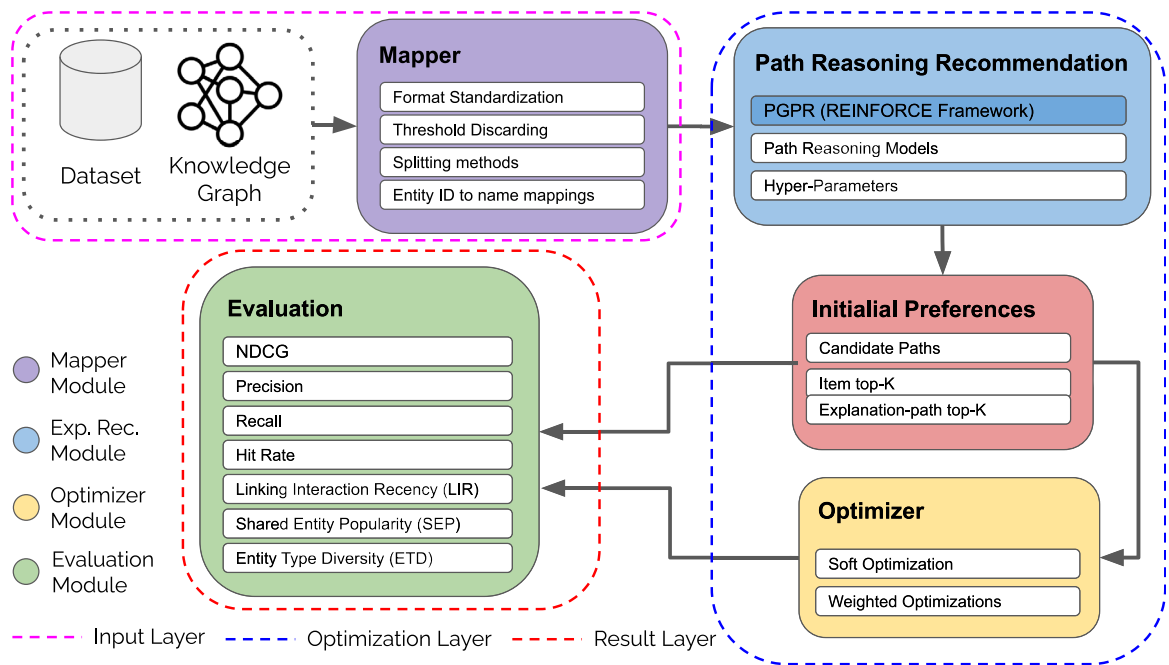 Dataset
Knowledge
Graph
Mapper
Format Standardization
Threshold Discarding
Splitting methods
Entity ID to name mappings
Path Reasoning Recommendation
PGPR (REINFORCE Framework)
Path Reasoning Models
Hyper-Parameters
Initialial Preferences
Candidate Paths
Item top-K
Explanation-path top-K
Optimizer
Soft Optimization
Weighted Optimizations
Evaluation
NDCG
Precision
Recall
Hit Rate
Linking Interaction Recency (LIR)
Shared Entity Popularity (SEP)
Entity Type Diversity (ETD)
Mapper
Module
Exp. Rec.
Module
Optimizer
Module
Evaluation
Module
Input Layer
Optimization Layer
Result Layer